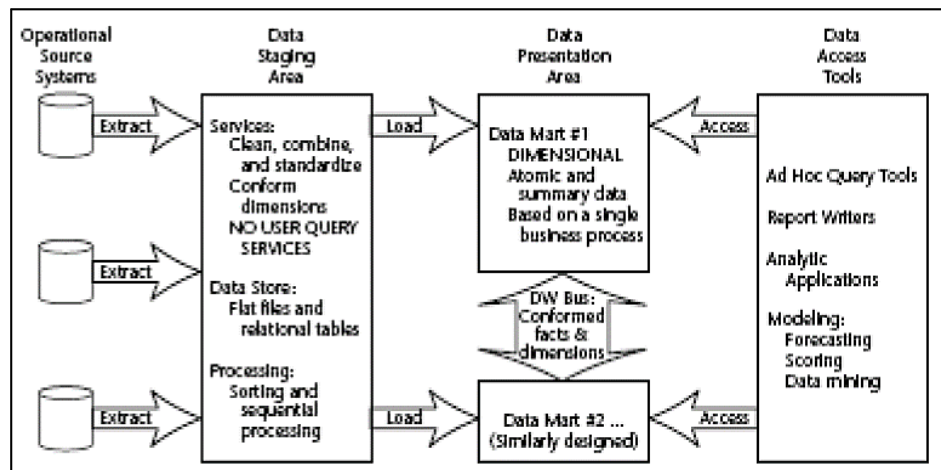 Operational
Source
Systems
Data
Staging
Area
Data
Presentation
Area
Data
Access
Tools
Extract
Extract
Extract
Services:
Clean, combine,
and standardize
Conform
dimensions
NO USER QUERY
SERVICES
Data Store:
Flat files and
relational tables
Processing:
Sorting and
sequential
processing
Load
Load
Data Mart #1
DIMENSIONAL
Atomic and
summary data
Based on a single
business process
DW Bus:
Conformed
facts &
dimensions
Data Mart #2 ...
(Similarly designed)
Access
Access
Ad Hoc Query Tools
Report Writers
Analytic
Applications
Modeling:
Forecasting
Scoring
Data mining